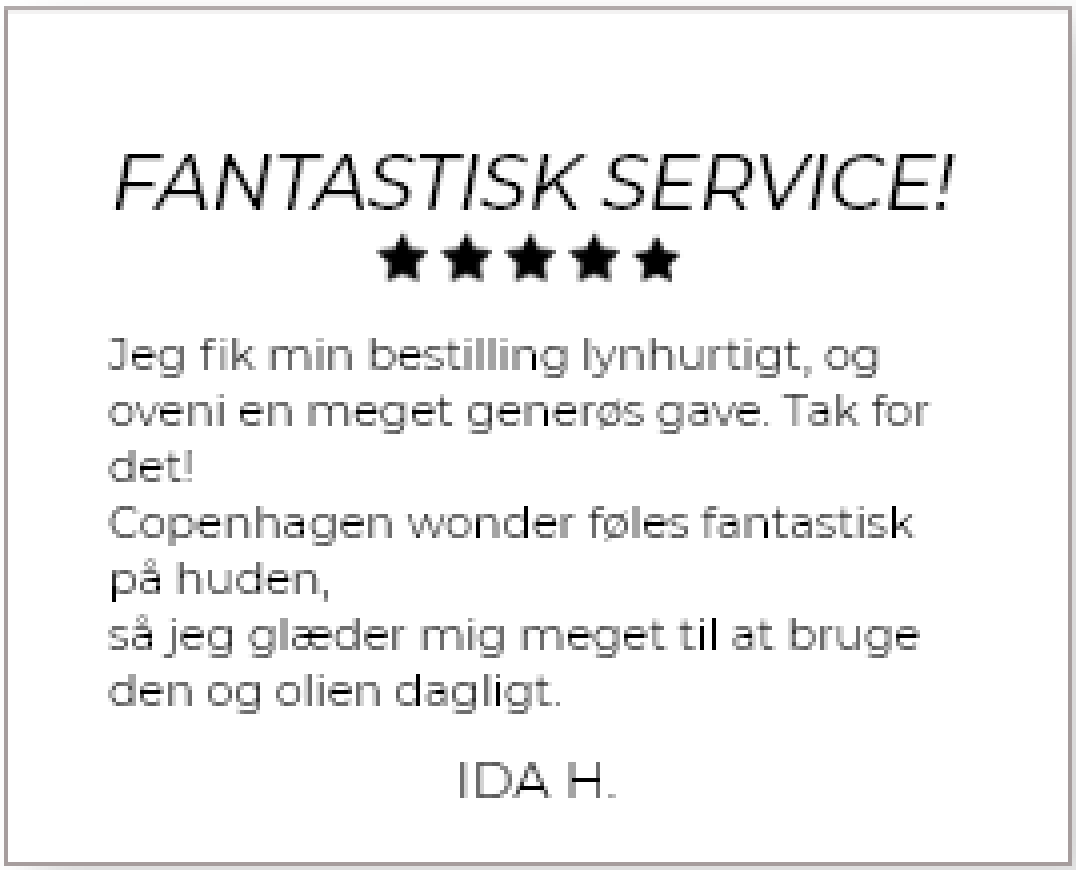 FANTASTISK SERVICE!
★★★★★
Jeg fik min bestilling lynhurtigt, og
oveni en meget generøs gave. Tak for
det!
Copenhagen wonder føles fantastisk
på huden,
så jeg glæder mig meget til at bruge
den og olien dagligt.
IDA H.